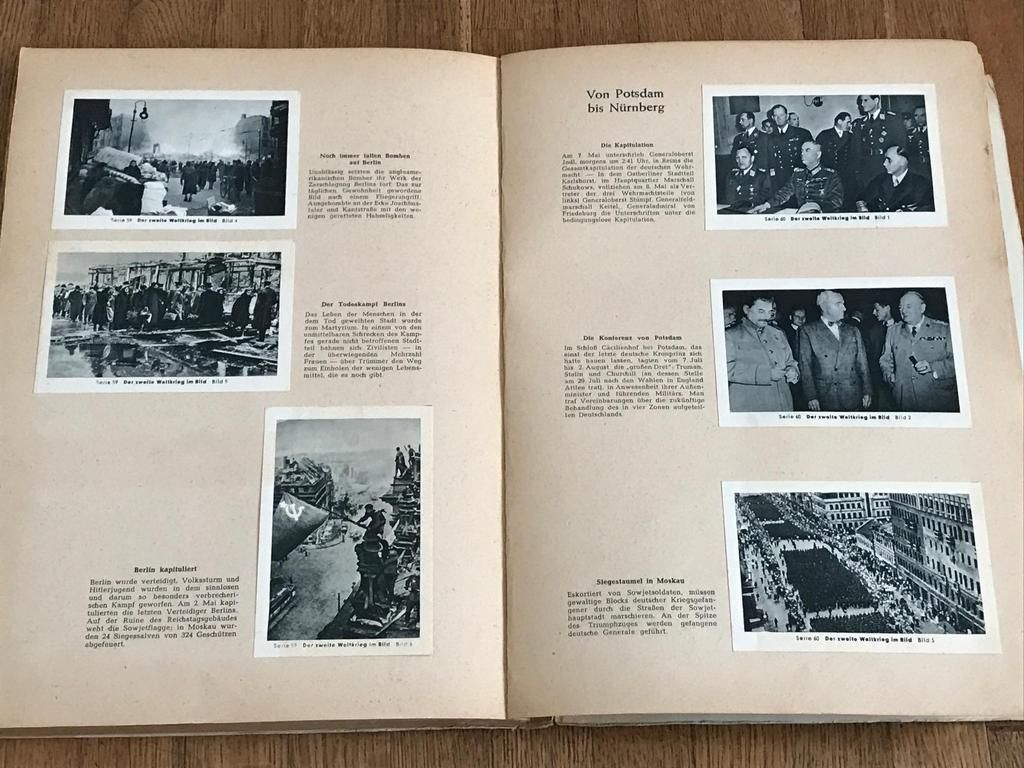 Noch immer fallen Bomben
auf Berlin
Unablässig setzten die angloame-
rikanischen Bomber ihr Werk der
Zerschlagung Berlins fort: Das zur
täglichen Gewohnheit gewordene
Bild nach einem Fliegerangriff:
Ausgebombte an der Ecke Joachims-
taler und Kantstraße mit den we-
nigen geretteten Habseligkeiten.
Serie 59 Der zweite Weltkrieg im Bild Bild 4
Der Todeskampf Berlins
Das Leben der Menschen in der
dem Tod geweihten Stadt wurde
zum Martyrium. In einem von den
unmittelbaren Schrecken des Kamp-
fes gerade nicht betroffenen Stadt-
teil bahnen sich Zivilisten — in
der überwiegenden Mehrzahl
Frauen — über Trümmer den Weg
zum Einholen der wenigen Lebens-
mittel, die es noch gibt.
Serie 59 Der zweite Weltkrieg im Bild Bild 5
Berlin kapituliert
Berlin wurde verteidigt, Volkssturm und
Hitlerjugend wurden in dem sinnlosen
und darum so besonders verbrecheri-
schen Kampf geworfen. Am 2. Mai kapi-
tulierten die letzten Verteidiger Berlins.
Auf der Ruine des Reichstagsgebäudes
weht die Sowjetflagge; in Moskau wur-
den 24 Siegessalven von 324 Geschützen
abgefeuert.
Serie 59 Der zweite Weltkrieg im Bild Bild 6
Von Potsdam
bis Nürnberg
Die Kapitulation
Am 7. Mai unterschrieb Generaloberst
Jodl, morgens um 2:41 Uhr, in Reims die
Gesamtkapitulation der deutschen Wehr-
macht. — In dem Ostberliner Stadtteil
Karlshorst, im Hauptquartier Marschall
Schukows, vollziehen am 8. Mai als Ver-
treter der drei Wehrmachtsteile (von
links) Generaloberst Stumpf, Generalfeld-
marschall Keitel, Generaladmiral von
Friedeburg die Unterschriften unter die
bedingungslose Kapitulation.
Serie 60 Der zweite Weltkrieg im Bild Bild 1
Die Konferenz von Potsdam
Im Schloß Cäcilienhof bei Potsdam, das
einst der letzte deutsche Kronprinz sich
hatte bauen lassen, tagten vom 7. Juli
bis 2. August die „großen Drei": Truman,
Stalin und Churchill (an dessen Stelle
am 29. Juli nach den Wahlen in England
Attlee trat), in Anwesenheit ihrer Außen-
minister und führenden Militärs. Man
traf Vereinbarungen über die zukünftige
Behandlung des in vier Zonen aufgeteil-
ten Deutschlands.
Serie 60 Der zweite Weltkrieg im Bild Bild 2
Siegestaumel in Moskau
Eskortiert von Sowjetsoldaten, müssen
gewaltige Blocks deutscher Kriegsgefan-
gener durch die Straßen der Sowjet-
hauptstadt marschieren. An der Spitze
des Triumphzuges werden gefangene
deutsche Generale geführt.
Serie 60 Der zweite Weltkrieg im Bild Bild 5